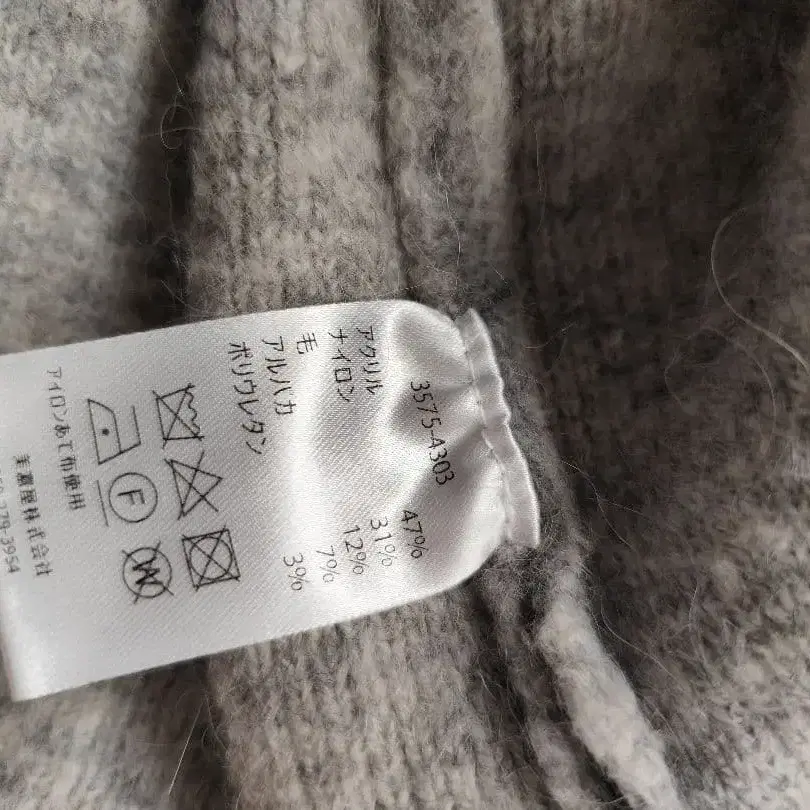 3575-A303
アクリル 47%
ナイロン 31%
毛 12%
アルパカ 7%
ポリウレタン 3%
F
W
アイロンあて布使用